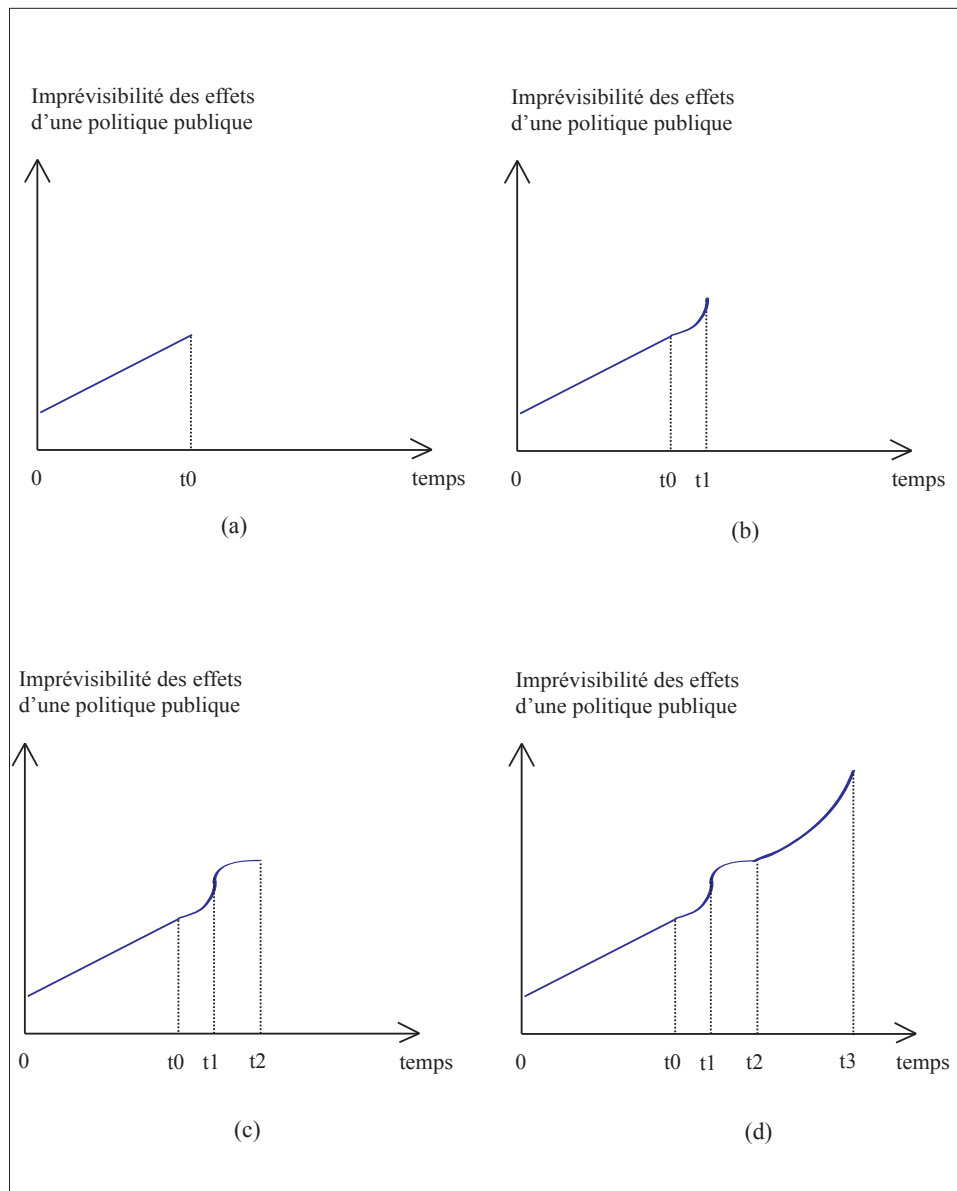 Imprévisibilité des effets
d’une politique publique
0
t0
temps
(a)
Imprévisibilité des effets
d’une politique publique
0
t0
t1
temps
(b)
Imprévisibilité des effets
d’une politique publique
0
t0
t1
t2
temps
(c)
Imprévisibilité des effets
d’une politique publique
0
t0
t1
t2
t3
temps
(d)